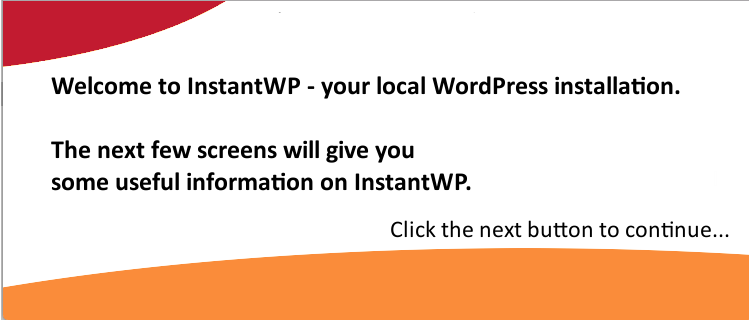 Welcome to InstantWP - your local WordPress installation.
The next few screens will give you
some useful information on InstantWP.
Click the next button to continue...